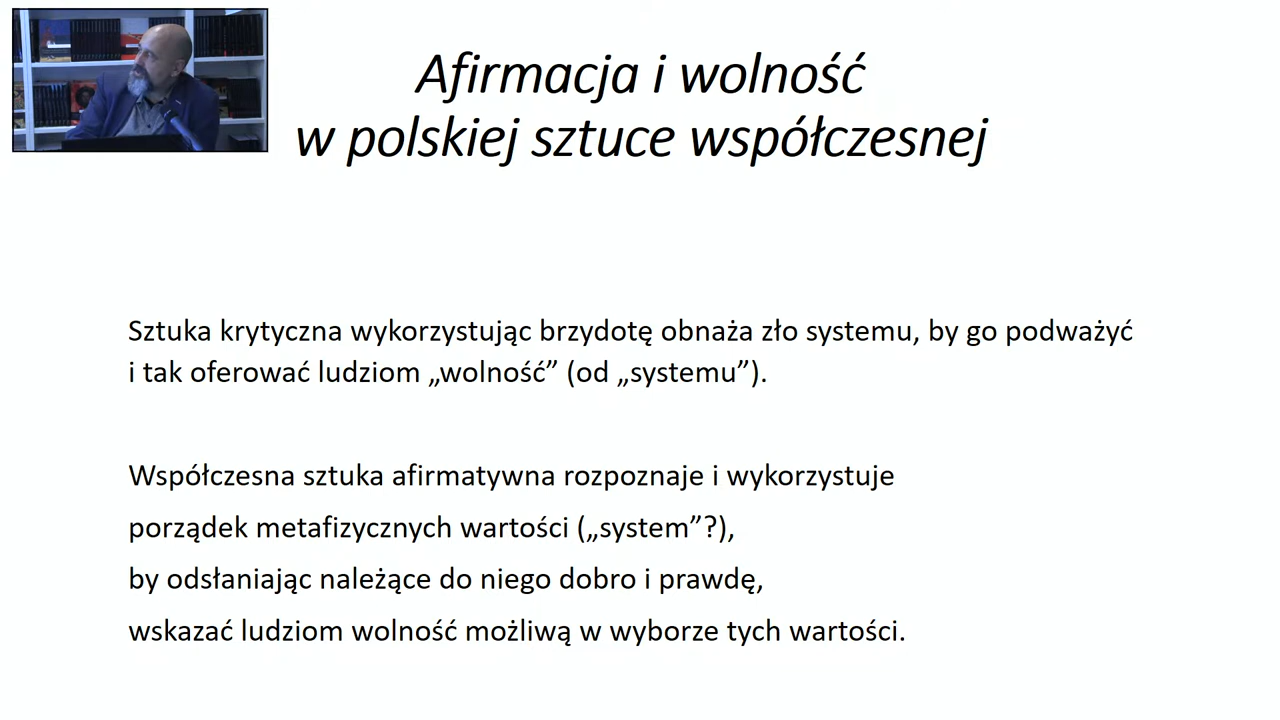 Afirmacja i wolność
w polskiej sztuce współczesnej
Sztuka krytyczna wykorzystując brzydotę obnaża zło systemu, by go podważyć
i tak oferować ludziom „wolność” (od „systemu”).
Współczesna sztuka afirmatywna rozpoznaje i wykorzystuje
porządek metafizycznych wartości („system”?),
by odsłaniając należące do niego dobro i prawdę,
wskazać ludziom wolność możliwą w wyborze tych wartości.